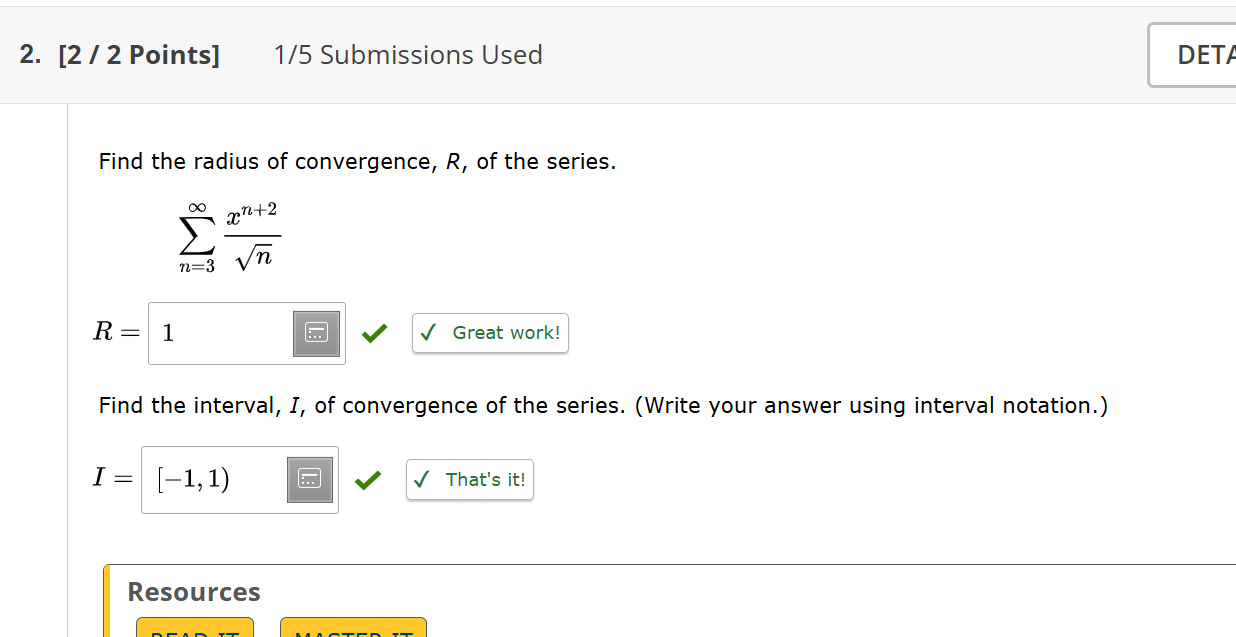 2. [2 / 2 Points] 1/5 Submissions Used
Find the radius of convergence, R, of the series.
∞
∑ xⁿ⁺² / √n
n=3
R = 1 ✓ Great work!
Find the interval, I, of convergence of the series. (Write your answer using interval notation.)
I = [−1, 1) ✓ That's it!
Resources